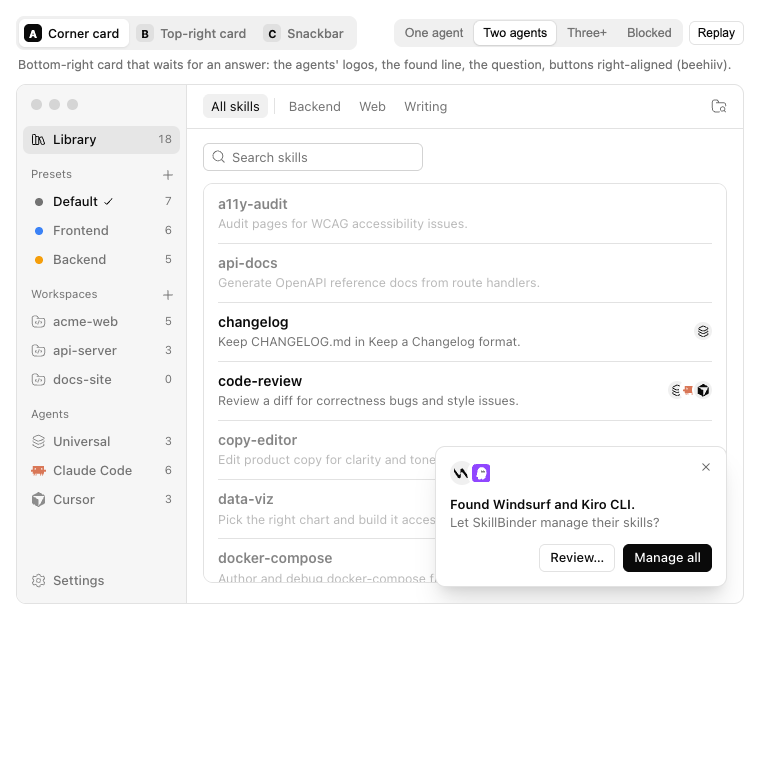 A Corner card B Top-right card C Snackbar One agent Two agents Three+ Blocked Replay
Bottom-right card that waits for an answer: the agents' logos, the found line, the question, buttons right-aligned (beehiiv).
All skills Backend Web Writing
Library 18
Search skills
Presets
Default 7
Frontend 6
Backend 5
Workspaces
acme-web 5
api-server 3
docs-site 0
Agents
Universal 3
Claude Code 6
Cursor 3
Settings
a11y-audit
Audit pages for WCAG accessibility issues.
api-docs
Generate OpenAPI reference docs from route handlers.
changelog
Keep CHANGELOG.md in Keep a Changelog format.
code-review
Review a diff for correctness bugs and style issues.
copy-editor
Edit product copy for clarity and tone
data-viz
Pick the right chart and build it
docker-compose
Author and debug docker-compose
Found Windsurf and Kiro CLI.
Let SkillBinder manage their skills?
Review... Manage all